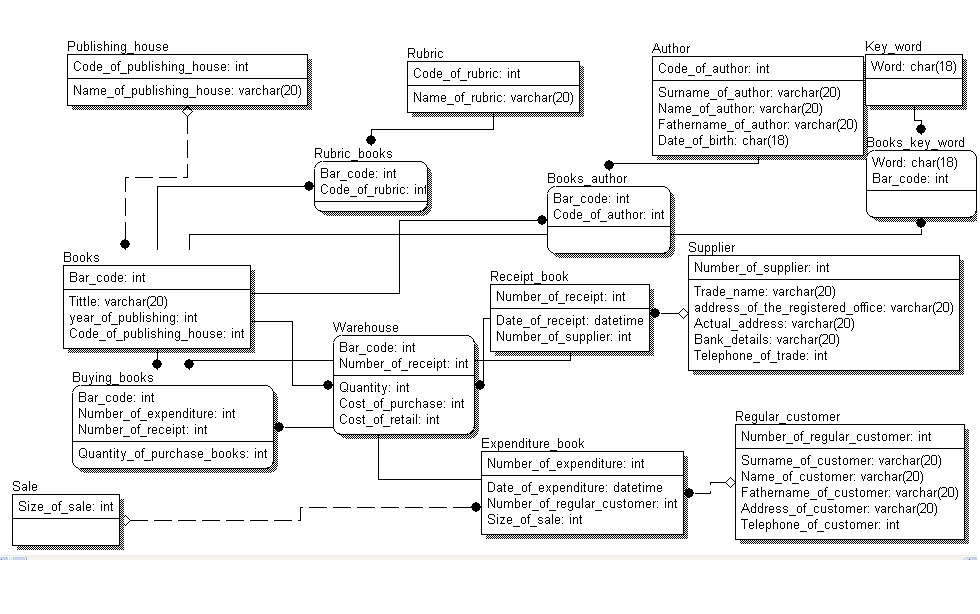 Publishing_house
Code_of_publishing_house: int
Name_of_publishing_house: varchar(20)
Rubric
Code_of_rubric: int
Name_of_rubric: varchar(20)
Author
Code_of_author: int
Surname_of_author: varchar(20)
Name_of_author: varchar(20)
Fathername_of_author: varchar(20)
Date_of_birth: char(18)
Key_word
Word: char(18)
Rubric_books
Bar_code: int
Code_of_rubric: int
Books_author
Bar_code: int
Code_of_author: int
Books_key_word
Word: char(18)
Bar_code: int
Books
Bar_code: int
Tittle: varchar(20)
year_of_publishing: int
Code_of_publishing_house: int
Receipt_book
Number_of_receipt: int
Date_of_receipt: datetime
Number_of_supplier: int
Supplier
Number_of_supplier: int
Trade_name: varchar(20)
address_of_the_registered_office: varchar(20)
Actual_address: varchar(20)
Bank_details: varchar(20)
Telephone_of_trade: int
Warehouse
Bar_code: int
Number_of_receipt: int
Quantity: int
Cost_of_purchase: int
Cost_of_retail: int
Buying_books
Bar_code: int
Number_of_expenditure: int
Number_of_receipt: int
Quantity_of_purchase_books: int
Expenditure_book
Number_of_expenditure: int
Date_of_expenditure: datetime
Number_of_regular_customer: int
Size_of_sale: int
Regular_customer
Number_of_regular_customer: int
Surname_of_customer: varchar(20)
Name_of_customer: varchar(20)
Fathername_of_customer: varchar(20)
Address_of_customer: varchar(20)
Telephone_of_customer: int
Sale
Size_of_sale: int